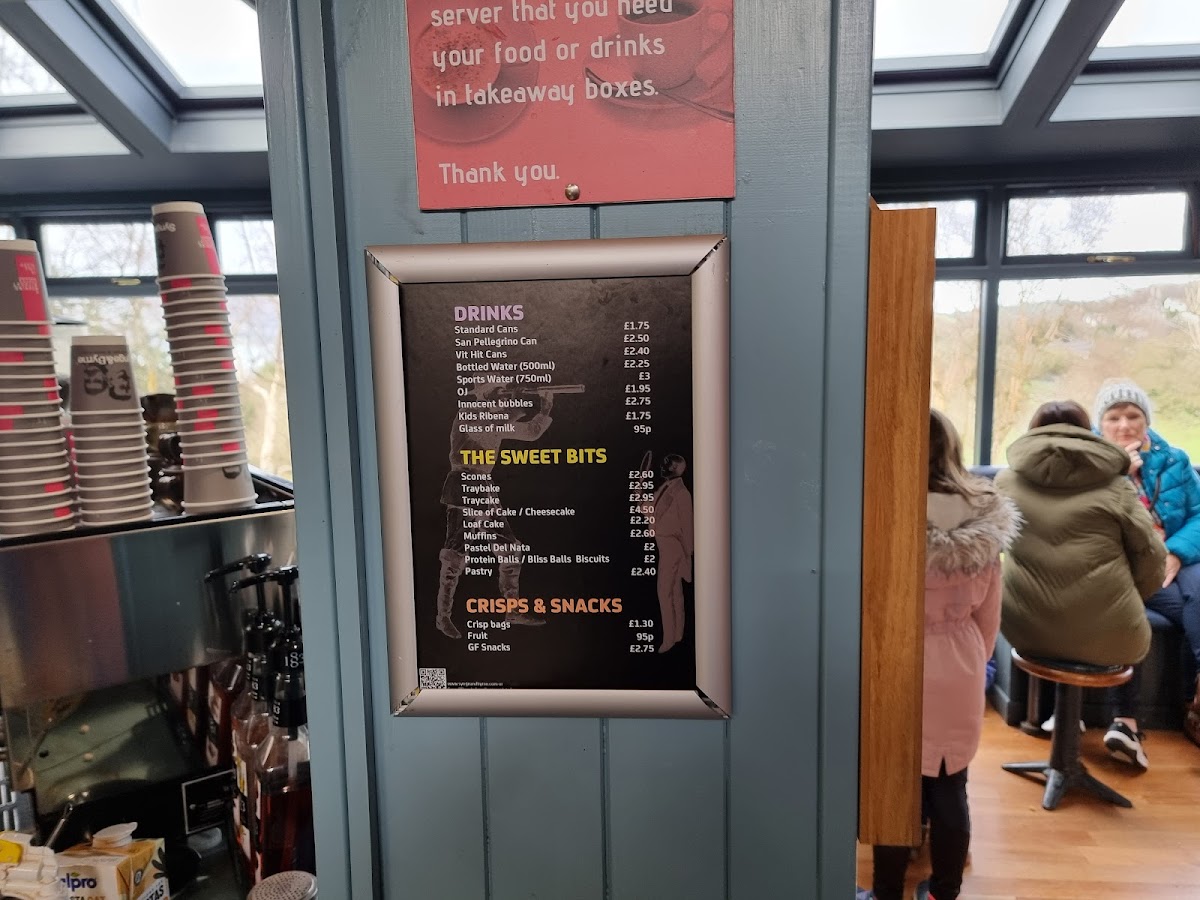 server that you need
your food or drinks
in takeaway boxes.
Thank you.
DRINKS
Standard Cans £1.75
San Pellegrino Can £2.50
Vit Hit Cans £2.40
Bottled Water (500ml) £2.25
Sports Water (750ml) £3
OJ £1.95
Innocent bubbles £2.75
Kids Ribena £1.75
Glass of milk 95p
THE SWEET BITS
Scones £2.60
Traybake £2.95
Traycake £2.95
Slice of Cake / Cheesecake £4.50
Loaf Cake £2.20
Muffins £2.60
Pastel Del Nata £2
Protein Balls / Bliss Balls Biscuits £2
Pastry £2.40
CRISPS & SNACKS
Crisp bags £1.30
Fruit 95p
GF Snacks £2.75
alpro